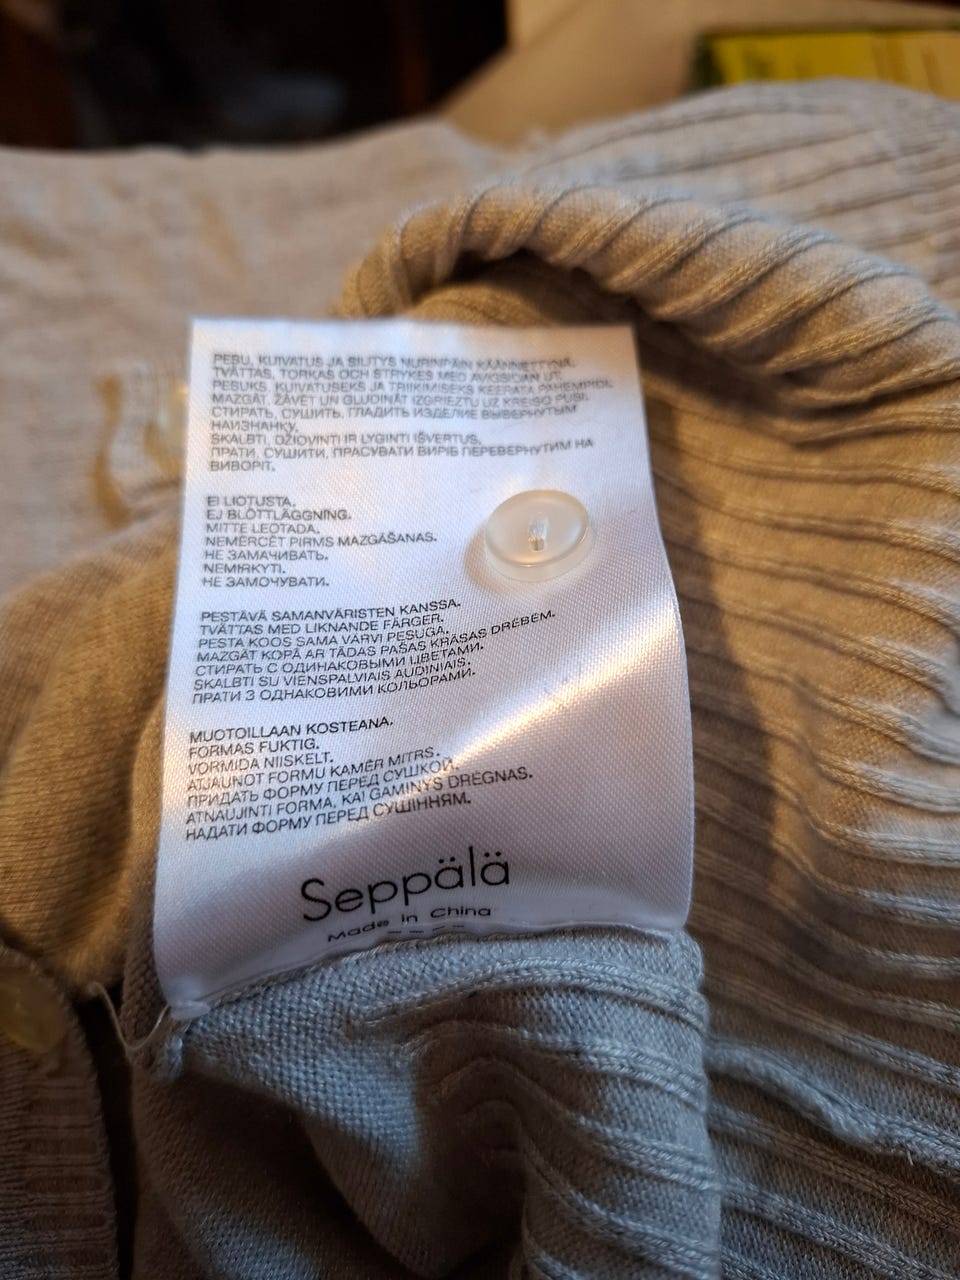 PESU, KUIVATUS JA SILITYS NURINPÄIN KÄÄNNETTYNÄ.
TVÄTTAS, TORKAS OCH STRYKES MED AVIGSIDAN UT.
PESUKS, KUIVATUSEKS JA TRIIKIMISEKS KEERATA PAHEMPIDI.
MAZGĀT, ŽĀVĒT UN GLUDINĀT IZGRIEZTU UZ KREISO PUSI.
СТИРАТЬ, СУШИТЬ, ГЛАДИТЬ ИЗДЕЛИЕ ВЫВЕРНУТЫМ
НАИЗНАНКУ.
SKALBTI, DŽIOVINTI IR LYGINTI IŠVERTUS.
ПРАТИ, СУШИТИ, ПРАСУВАТИ ВИРІБ ПЕРЕВЕРНУТИМ НА
ВИВОРІТ.
EI LIOTUSTA.
EJ BLÖTLÄGGNING.
MITTE LEOTADA.
NEMĒRCĒT PIRMS MAZGĀŠANAS.
НЕ ЗАМАЧИВАТЬ.
NEMIRKYTI.
НЕ ЗАМОЧУВАТИ.
PESTÄVÄ SAMANVÄRISTEN KANSSA.
TVÄTTAS MED LIKNANDE FÄRGER.
PESTA KOOS SAMA VÄRVI PESUGA.
MAZGĀT KOPĀ AR TĀDAS PAŠAS KRĀSAS DRĒBĒM.
СТИРАТЬ С ОДИНАКОВЫМИ ЦВЕТАМИ.
SKALBTI SU VIENSPALVIAIS AUDINIAIS.
ПРАТИ З ОДНАКОВИМИ КОЛЬОРАМИ.
MUOTOILLAAN KOSTEANA.
FORMAS FUKTIG.
VORMIDA NIISKELT.
ATJAUNOT FORMU KAMĒR MITRS.
ПРИДАТЬ ФОРМУ ПЕРЕД СУШКОЙ.
ATNAUJINTI FORMĄ, KAI GAMINYS DRĖGNAS.
НАДАТИ ФОРМУ ПЕРЕД СУШІННЯМ.
Seppälä
Made in China